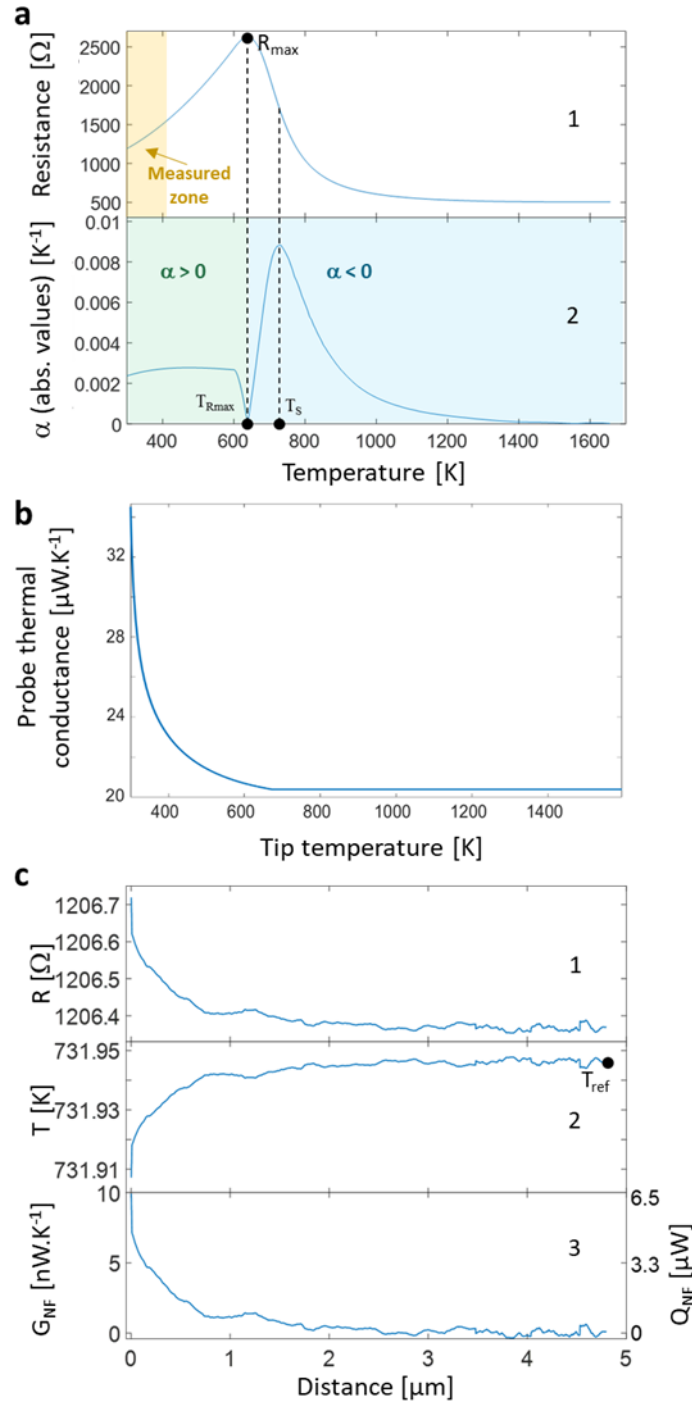 a
R_max
1
Resistance [Ω]
2500
2000
1500
1000
500
Measured
zone
2
α (abs. values) [K⁻¹]
0.01
0.008
0.006
0.004
0.002
0
α > 0
α < 0
T_Rmax
T_S
400 600 800 1000 1200 1400 1600
Temperature [K]
b
Probe thermal
conductance [μW.K⁻¹]
32
28
24
20
400 600 800 1000 1200 1400
Tip temperature [K]
c
R [Ω]
1206.7
1206.6
1206.5
1206.4
1
T [K]
731.95
731.93
731.91
T_ref
2
G_NF [nW.K⁻¹]
10
5
0
3
6.5
3.3
0
Q_NF [μW]
0 1 2 3 4 5
Distance [μm]